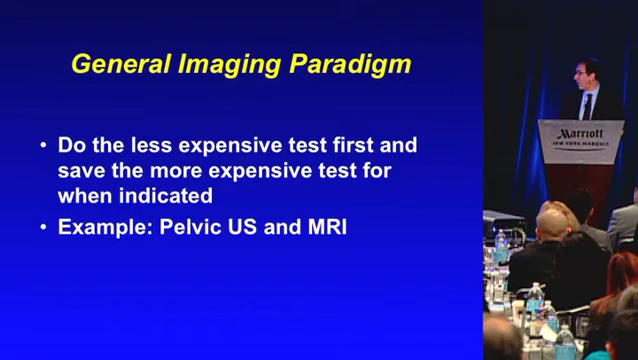 General Imaging Paradigm
• Do the less expensive test first and
save the more expensive test for
when indicated
• Example: Pelvic US and MRI
Marriott
NEW YORK MARQUIS